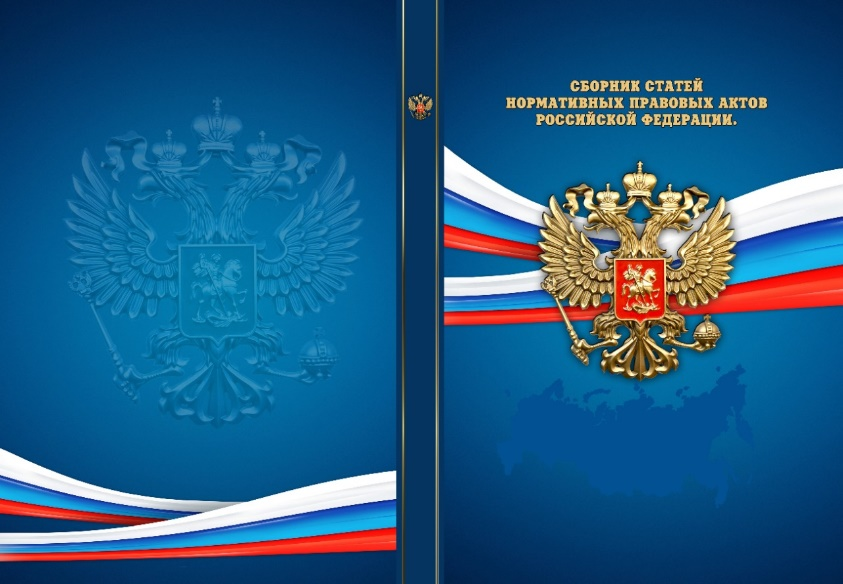 СБОРНИК СТАТЕЙ
НОРМАТИВНЫХ ПРАВОВЫХ АКТОВ
РОССИЙСКОЙ ФЕДЕРАЦИИ.